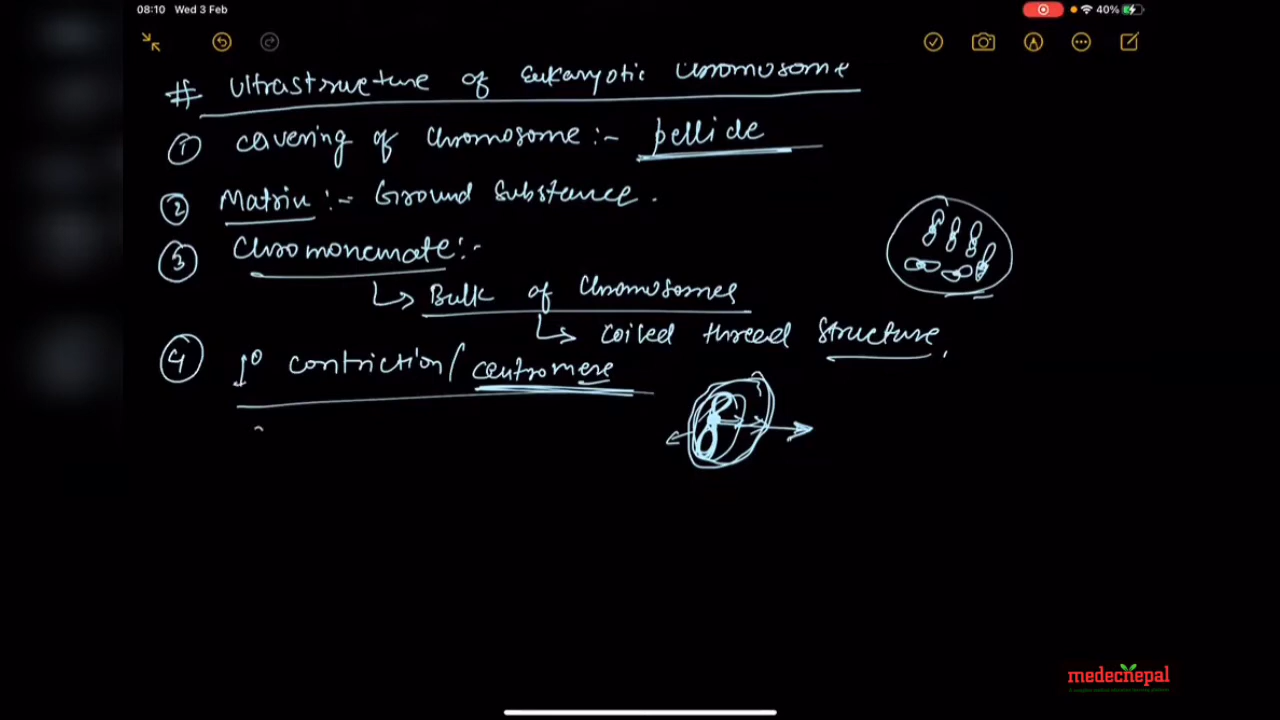 08:10 Wed 3 Feb 40%
# Ultrastructure of Eukaryotic Chromosome
① Covering of Chromosome :- pellicle
② Matrix :- Ground Substance.
③ Chromonemate :-
↳ Bulk of Chromosomes
↳ Coiled thread structure.
④ 1° contriction/centromere
medecnepal